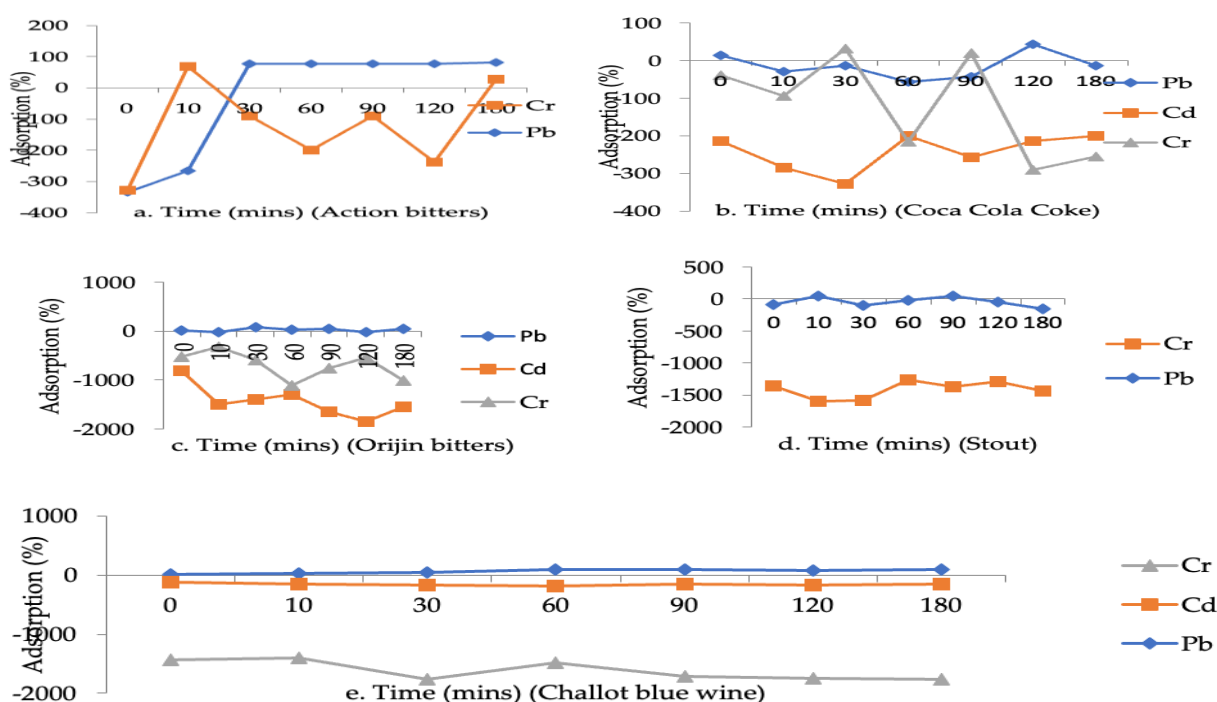 200
100
0
-100
-200
-300
-400
Adsorption (%)
0 10 30 60 90 120 180
Cr
Pb
a. Time (mins) (Action bitters)
100
0
-100
-200
-300
-400
Adsorption (%)
0 10 30 60 90 120 180
Pb
Cd
Cr
b. Time (mins) (Coca Cola Coke)
1000
0
-1000
-2000
Adsorption (%)
0 10 30 60 90 120 180
Pb
Cd
Cr
c. Time (mins) (Orijin bitters)
500
0
-500
-1000
-1500
-2000
Adsorption (%)
0 10 30 60 90 120 180
Cr
Pb
d. Time (mins) (Stout)
1000
0
-1000
-2000
Adsorption (%)
0 10 30 60 90 120 180
Cr
Cd
Pb
e. Time (mins) (Challot blue wine)